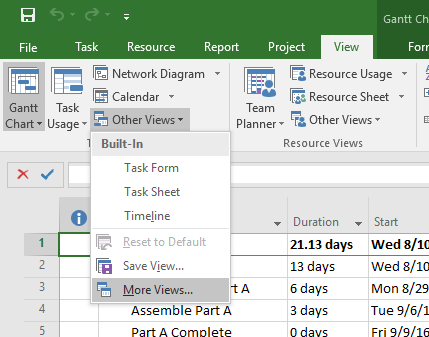 Gantt Cha
File Task Resource Report Project View Forr
Gantt Chart
Task Usage
Network Diagram
Calendar
Other Views
Team Planner
Resource Usage
Resource Sheet
Other Views
T
Resource Views
Built-In
Task Form
Task Sheet
Timeline
Reset to Default
Save View...
More Views...
Duration Start
1 21.13 days Wed 8/10
2 13 days Wed 8/10
3 Part A 6 days Mon 8/29
4 Assemble Part A 3 days Tue 9/6/1
5 Part A Complete 0 days Fri 9/9/16